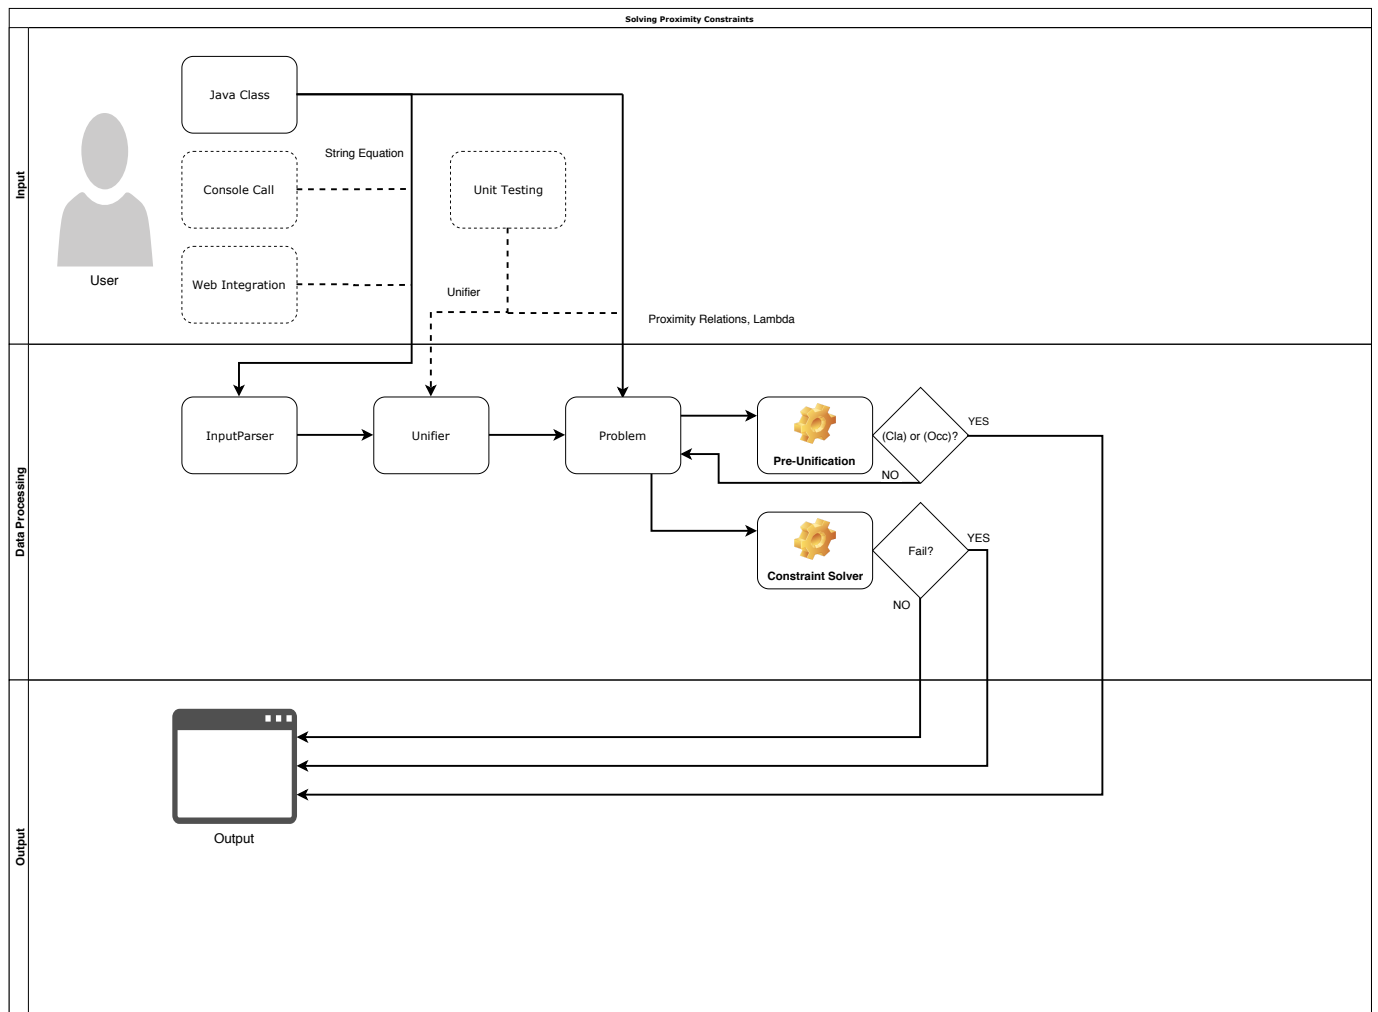 Solving Proximity Constraints
Input
Java Class
String Equation
Console Call
Unit Testing
Web Integration
User
Unifier
Proximity Relations, Lambda
Data Processing
InputParser
Unifier
Problem
Pre-Unification
(Cla) or (Occ)?
YES
NO
Constraint Solver
Fail?
YES
NO
Output
Output